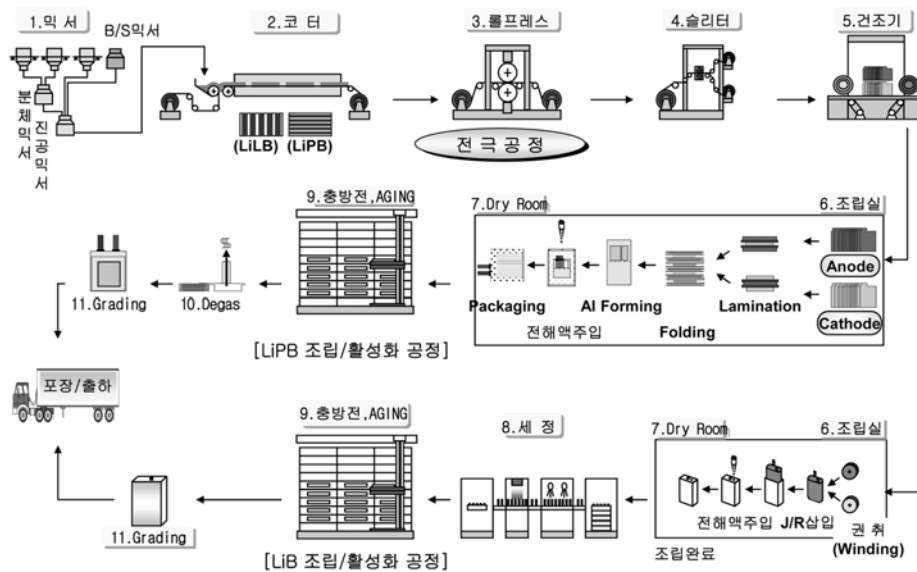 1.믹 서
B/S믹서
2.코 터
3.롤프레스
4.슬리터
5.건조기
분체믹서
진공믹서
(LiLB) (LiPB)
전 극 공 정
9.충방전,AGING
7.Dry Room
6.조립실
Anode
11.Grading
10.Degas
Packaging
Al Forming
Lamination
Cathode
전해액주입
Folding
[LiPB 조립/활성화 공정]
포장/출하
9.충방전,AGING
8.세 정
7.Dry Room
6.조립실
전해액주입 J/R삽입
권 취
(Winding)
11.Grading
조립완료
[LiB 조립/활성화 공정]